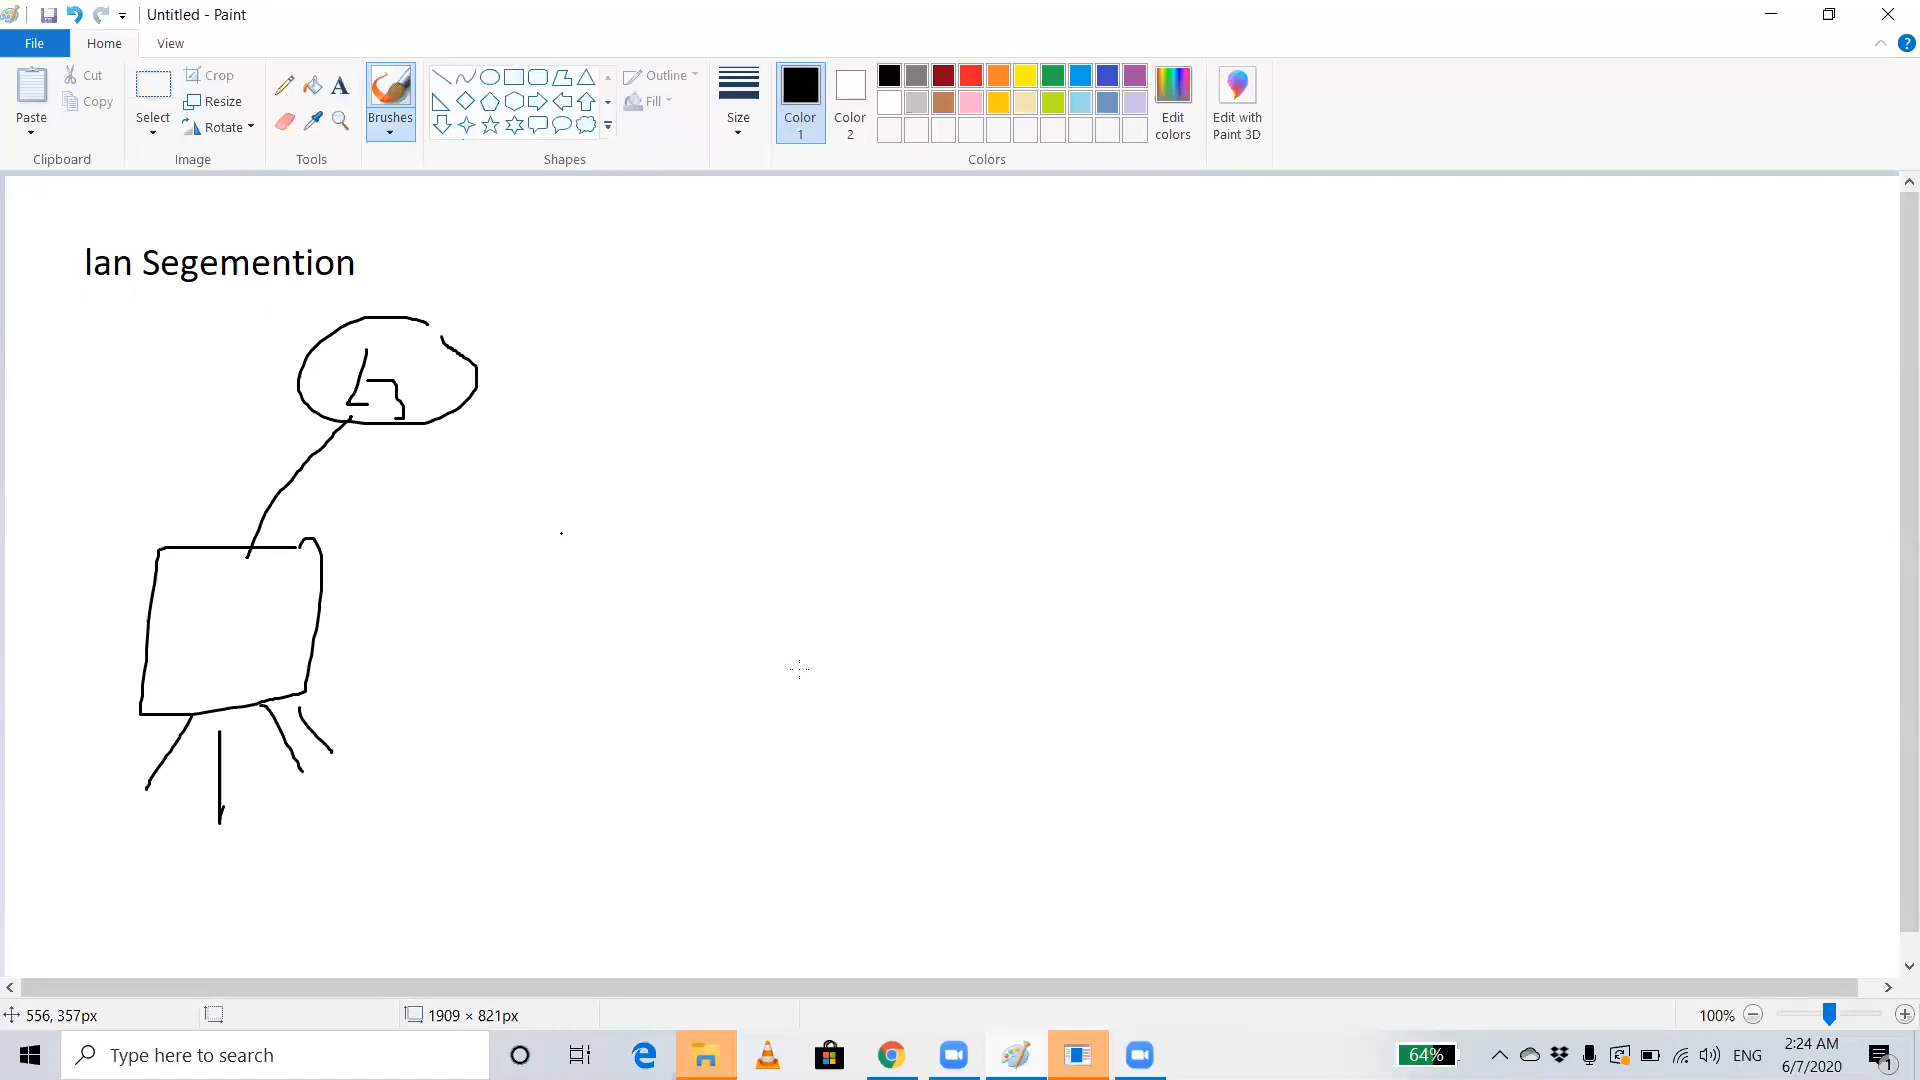 Untitled - Paint
File Home View
Cut
Copy
Paste
Clipboard
Select
Crop
Resize
Rotate
Image
Tools
Brushes
Shapes
Outline
Fill
Size
Color 1
Color 2
Edit colors
Edit with Paint 3D
Colors
lan Segemention
556, 357px
1909 × 821px
100%
Type here to search
64%
ENG
2:24 AM
6/7/2020
1